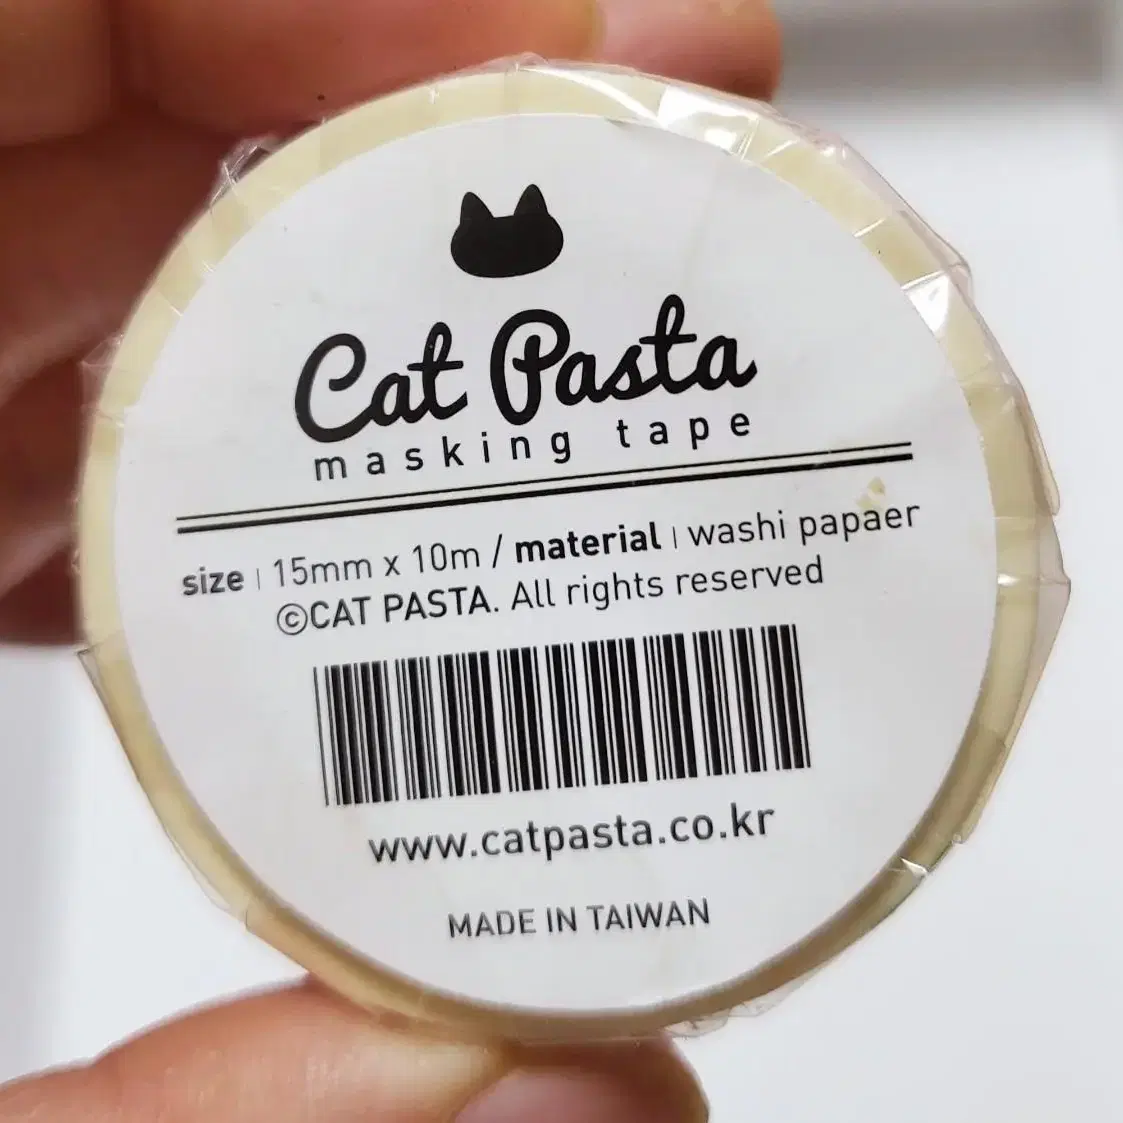 Cat Pasta
masking tape
size | 15mm x 10m / material | washi papaer
©CAT PASTA. All rights reserved
www.catpasta.co.kr
MADE IN TAIWAN